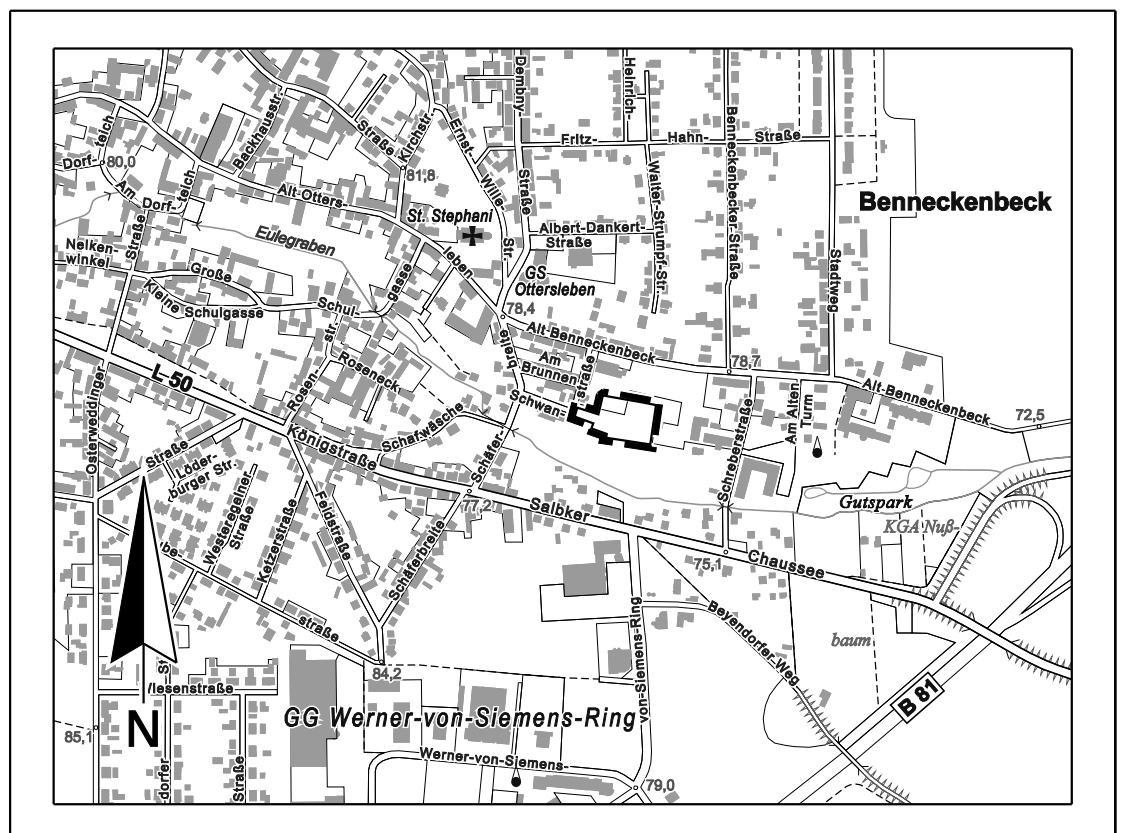 Dembny-
Straße
Heinrich-
Benneckenbecker-Straße
Fritz-
Hahn-
Straße
Ernst-
Wille-
Str.
Kirchstr.
Straße
Backhausstr.
Dorf-
teich
80,0
81,8
Am
Dorf-
teich
Alt-Otters-
leben
St. Stephani
Walter-Strumpf-Str.
Benneckenbeck
Albert-Dankert-
Straße
Eulegraben
Straße
Nelken-
winkel
Große
Kleine
Schulgasse
Schul-
gasse
GS
Ottersleben
Stadtweg
78,4
Alt-Benneckenbeck
78,7
breite
Am
Brunnen
straße
Rosen-
str.
Roseneck
L 50
Osterweddinger
Alt-Benneckenbeck
72,5
Am Alten
Turm
Schwan-
Schafwäsche
Schäfer-
Königstraße
Schreberstraße
Straße
Löder-
burger Str.
77,2
Salbker
Gutspark
KGA Nuß-
baum
Westeregelner
Straße
Ketzerstraße
Feldstraße
Schäferbreite
lbe-
straße
75,1
Chaussee
Beyendorfer-Weg
von-Siemens-Ring
84,2
St
Wiesenstraße
B 81
N
85,1
GG Werner-von-Siemens-Ring
Werner-von-Siemens-
79,0
dorfer
Straße